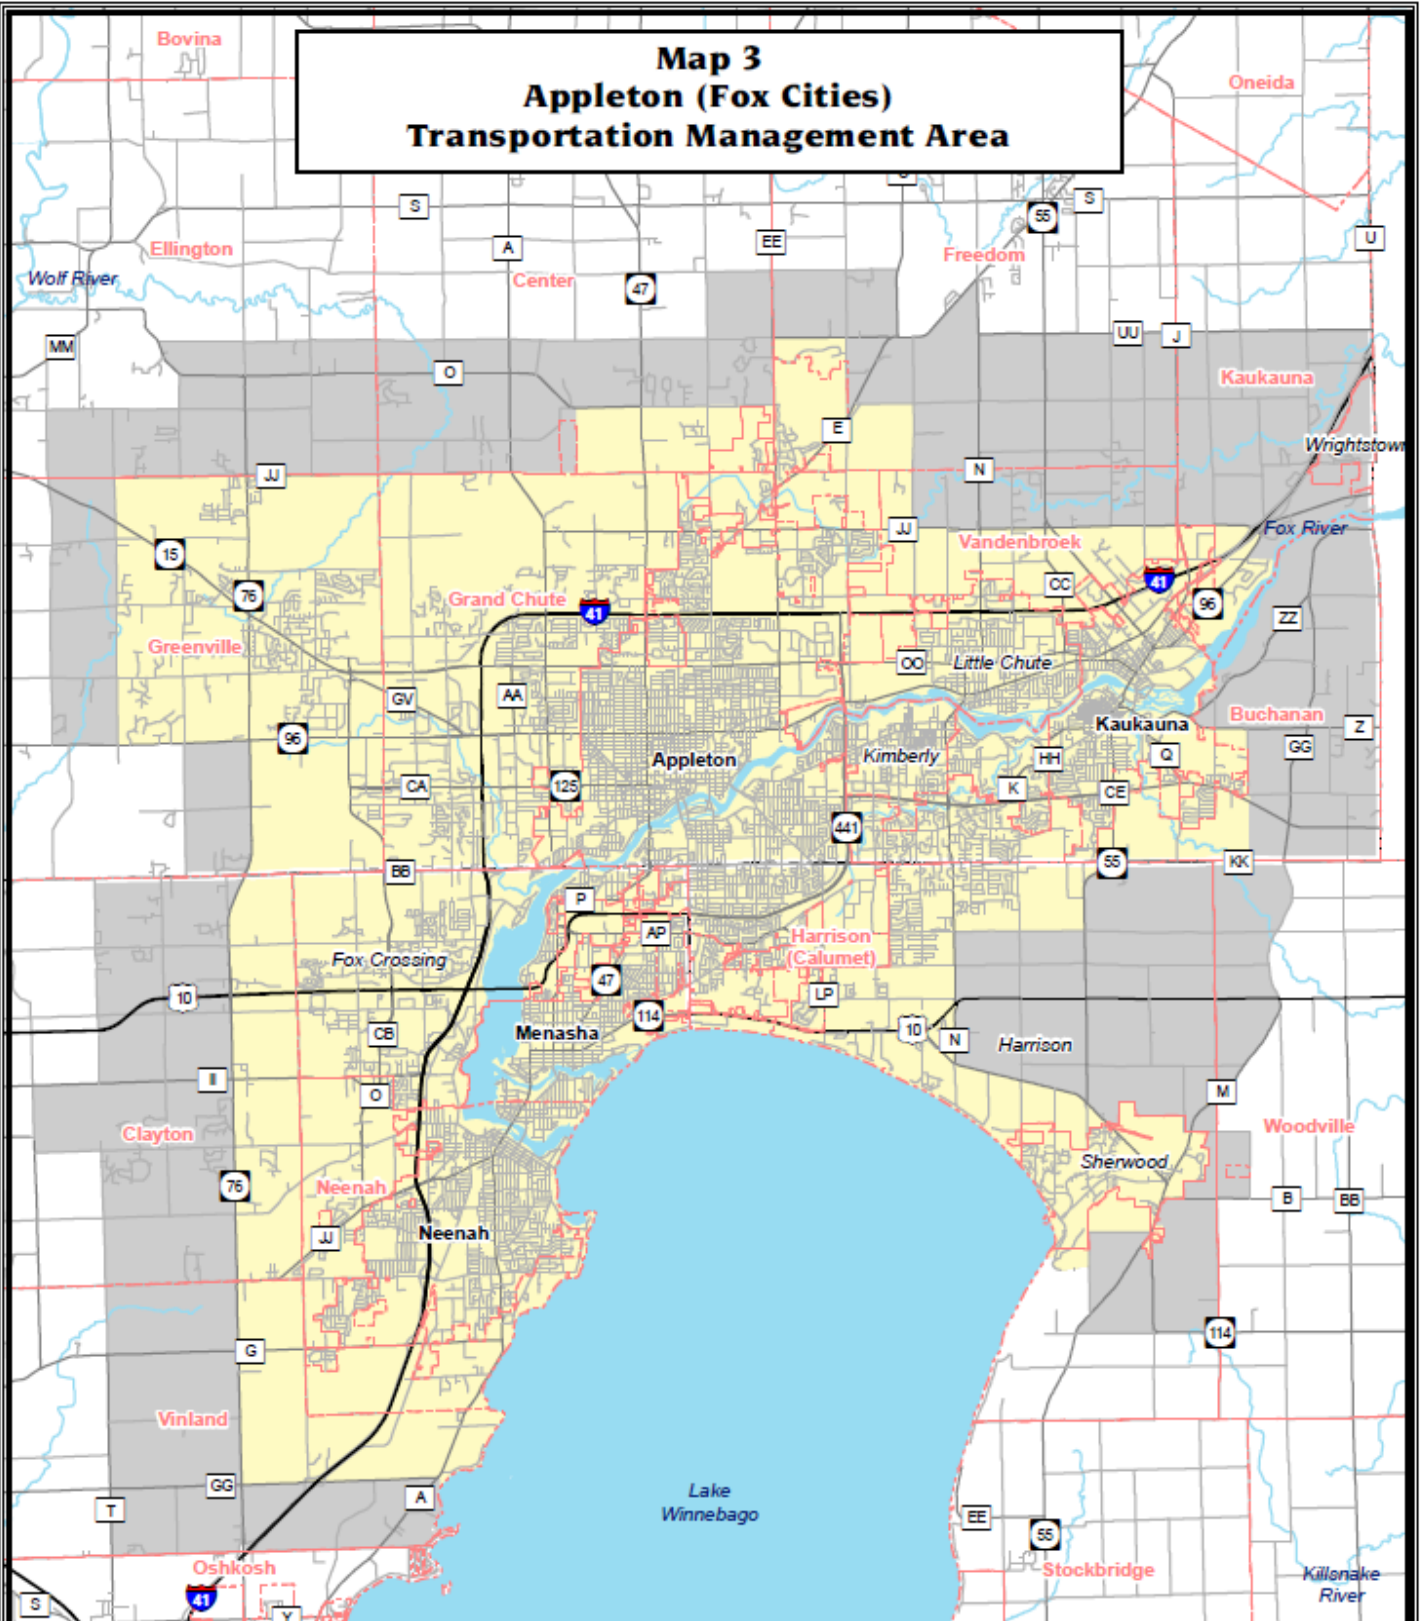 Map 3
Appleton (Fox Cities)
Transportation Management Area
Bovina
Oneida
S
S
55
A
EE
U
Ellington
Freedom
Wolf River
Center
47
MM
UU
J
O
Kaukauna
E
Wrightstown
JJ
N
Fox River
JJ
Vandenbroek
15
CC
41
76
Grand Chute
41
96
ZZ
Greenville
OO
Little Chute
GV
AA
Buchanan
96
Kaukauna
Z
Appleton
Kimberly
HH
Q
GG
CA
125
K
CE
441
BB
55
KK
P
AP
Harrison
(Calumet)
Fox Crossing
47
LP
10
114
CB
Menasha
10
N
Harrison
II
O
M
Clayton
Woodville
Sherwood
76
Neenah
B
BB
JJ
Neenah
114
G
Vinland
GG
Lake
Winnebago
T
A
EE
55
Oshkosh
Stockbridge
Killsnake
River
41
S
Y